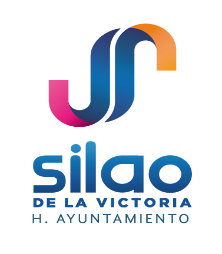 silao
DE LA VICTORIA
H. AYUNTAMIENTO